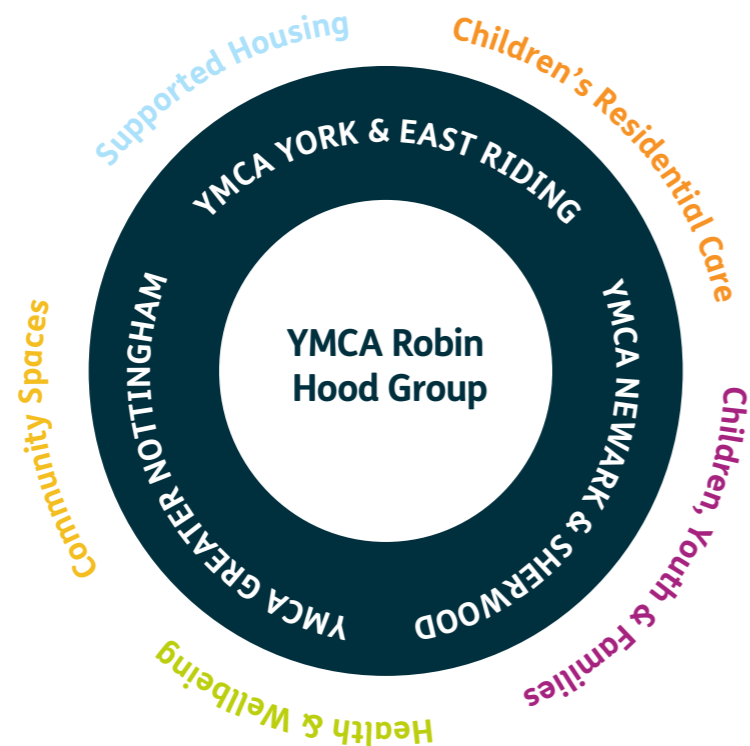 Supported Housing
Children's Residential Care
Children, Youth & Families
Health & Wellbeing
Community Spaces
YMCA YORK & EAST RIDING
YMCA NEWARK & SHERWOOD
YMCA GREATER NOTTINGHAM
YMCA Robin
Hood Group